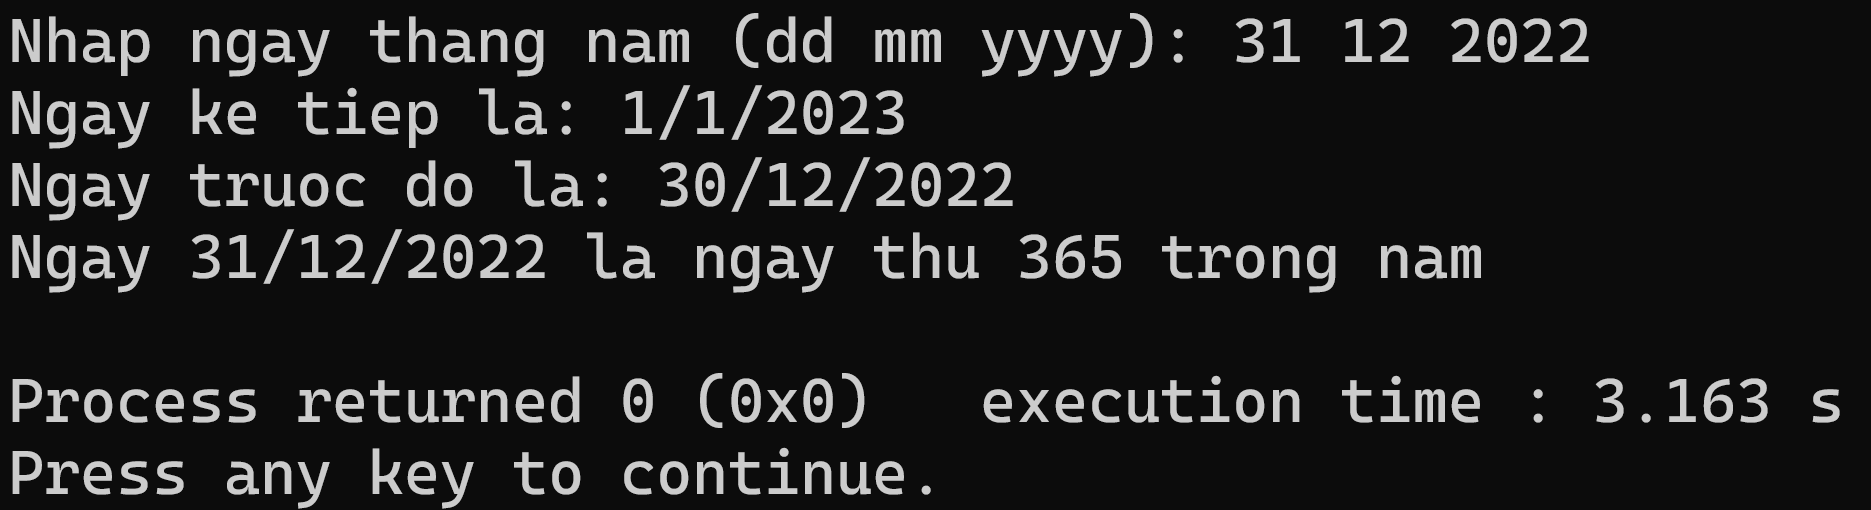 Nhap ngay thang nam (dd mm yyyy): 31 12 2022
Ngay ke tiep la: 1/1/2023
Ngay truoc do la: 30/12/2022
Ngay 31/12/2022 la ngay thu 365 trong nam
Process returned 0 (0x0)   execution time : 3.163 s
Press any key to continue.